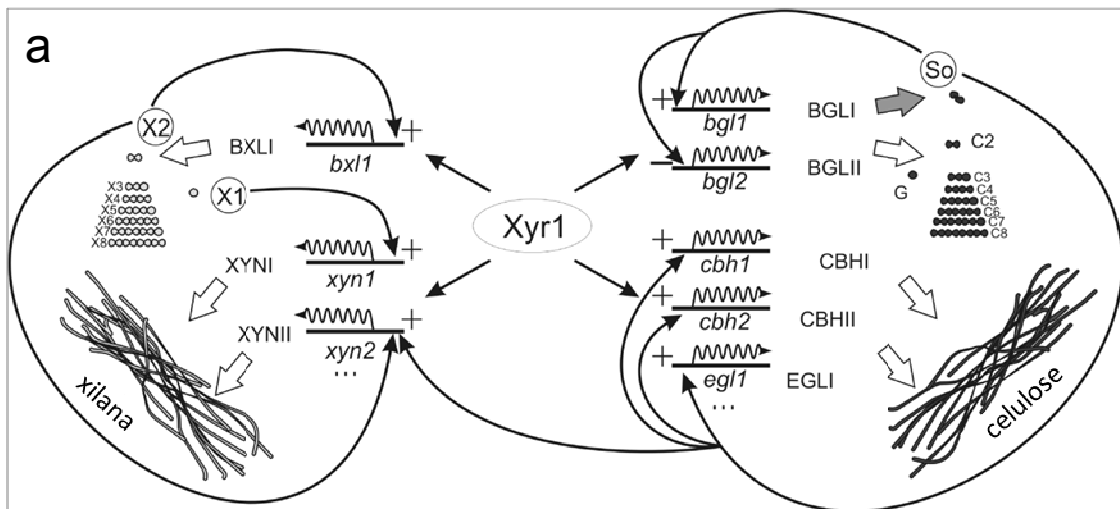 a
X2
BXLI
+
bxl1
X1
X3
X4
X5
X6
X7
X8
XYNI
+
xyn1
XYNII
+
xyn2
...
xilana
Xyr1
So
+
bgl1
BGLI
−
bgl2
BGLII
C2
G
C3
C4
C5
C6
C7
C8
+
cbh1
CBHI
+
cbh2
CBHII
+
egl1
EGLI
...
celulose